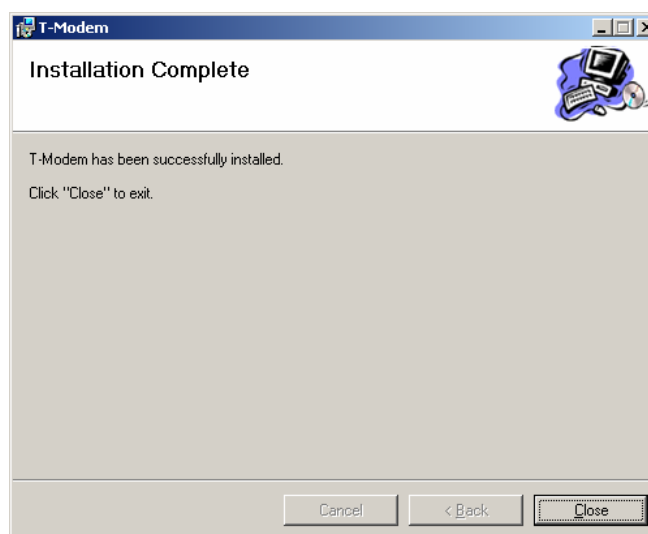 T-Modem
Installation Complete
T-Modem has been successfully installed.
Click "Close" to exit.
Cancel
< Back
Close